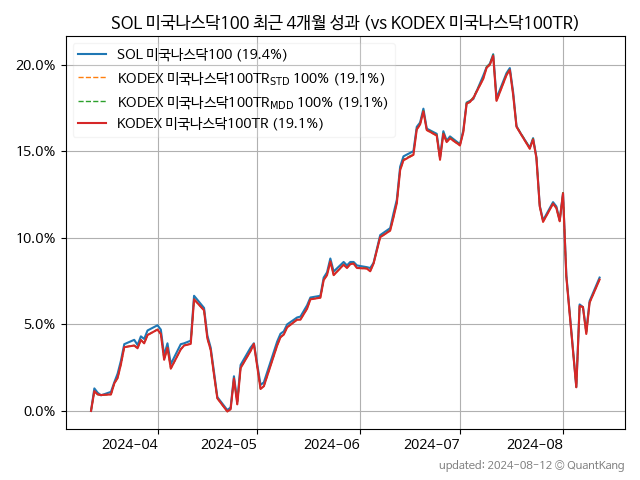 SOL 미국나스닥100 최근 4개월 성과 (vs KODEX 미국나스닥100TR)
SOL 미국나스닥100 (19.4%)
KODEX 미국나스닥100TRSTD 100% (19.1%)
KODEX 미국나스닥100TRMDD 100% (19.1%)
KODEX 미국나스닥100TR (19.1%)
20.0%
15.0%
10.0%
5.0%
0.0%
2024-04 2024-05 2024-06 2024-07 2024-08
updated: 2024-08-12 © QuantKang